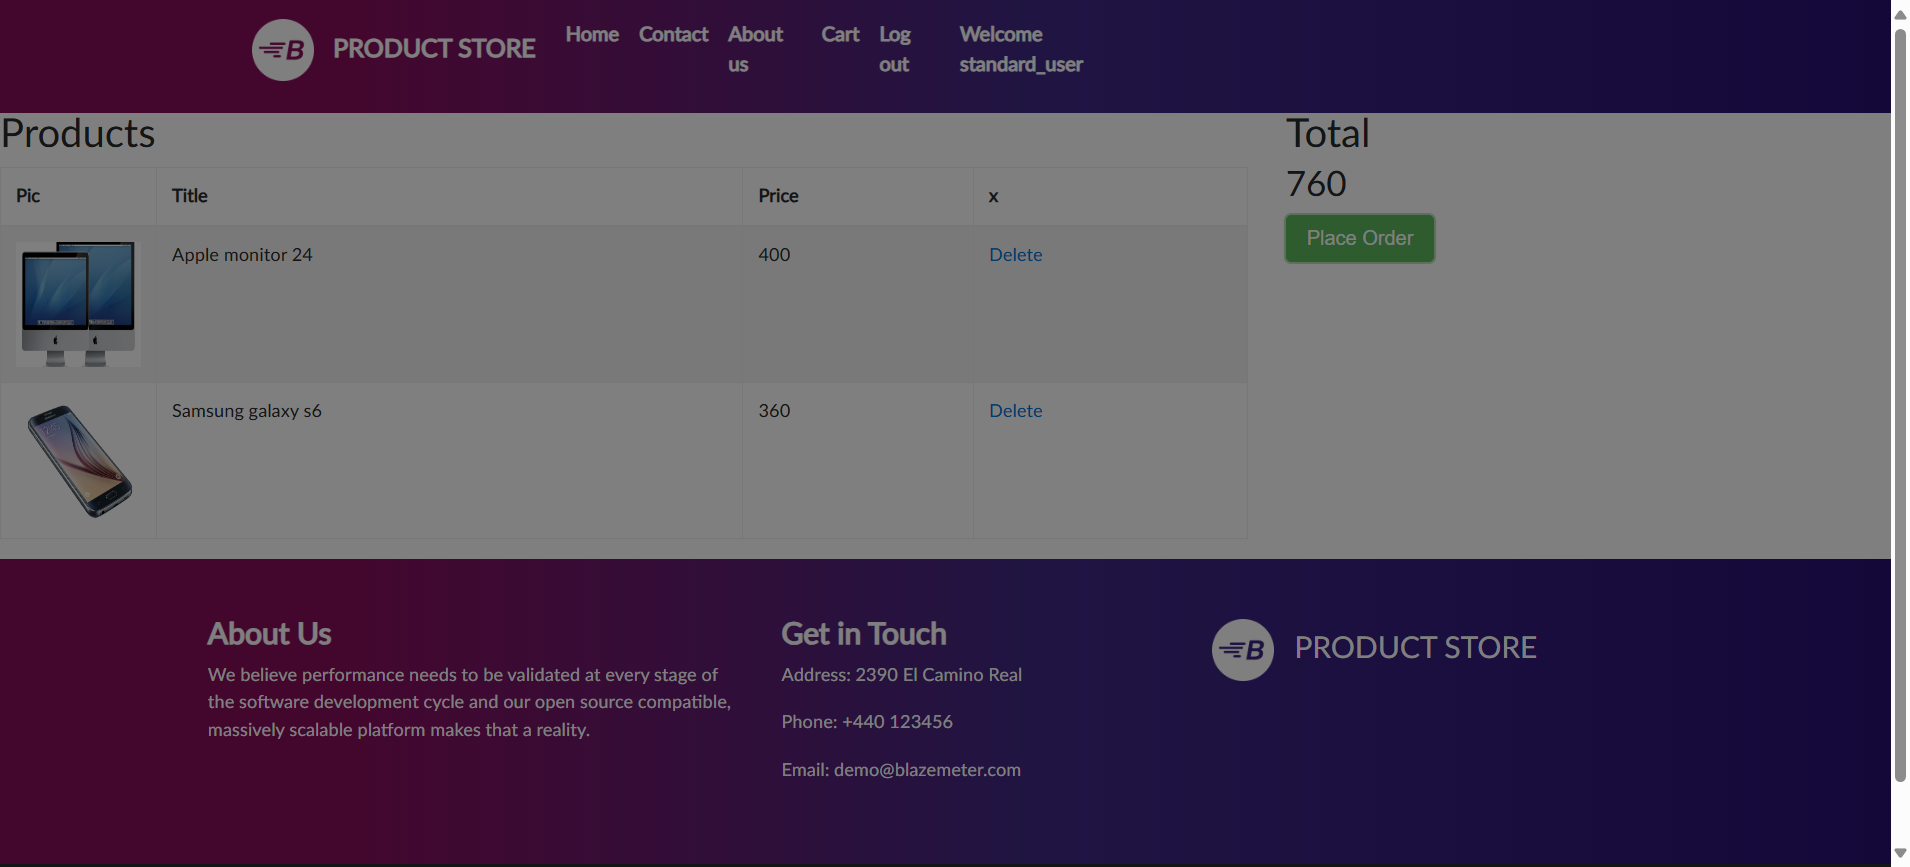 B PRODUCT STORE Home Contact About us Cart Log out Welcome standard_user
Products
Pic Title Price x
Apple monitor 24 400 Delete
Samsung galaxy s6 360 Delete
Total
760
Place Order
About Us
We believe performance needs to be validated at every stage of
the software development cycle and our open source compatible,
massively scalable platform makes that a reality.
Get in Touch
Address: 2390 El Camino Real
Phone: +440 123456
Email: demo@blazemeter.com
B PRODUCT STORE